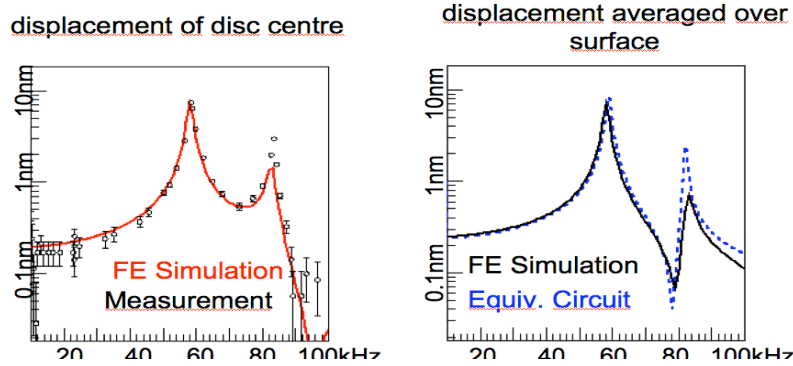 displacement of disc centre
10nm
1nm
0.1nm
FE Simulation
Measurement
20 40 60 80 100kHz
displacement averaged over
surface
10nm
1nm
0.1nm
FE Simulation
Equiv. Circuit
20 40 60 80 100kHz